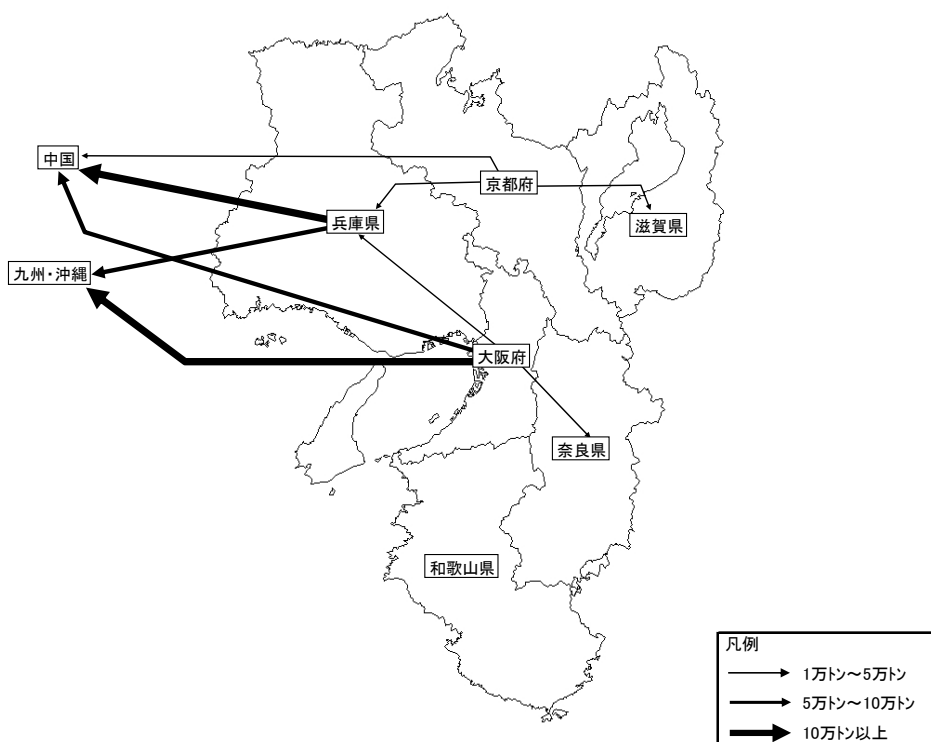 中国
京都府
兵庫県
滋賀県
九州・沖縄
大阪府
奈良県
和歌山県
凡例
1万トン～5万トン
5万トン～10万トン
10万トン以上